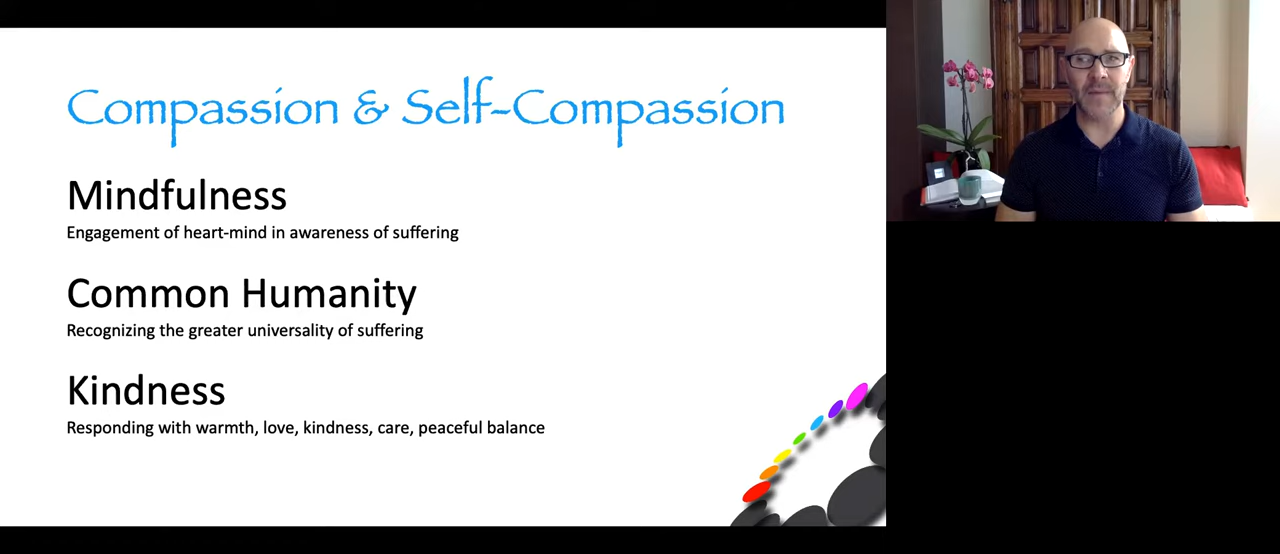 Compassion & Self-Compassion
Mindfulness
Engagement of heart-mind in awareness of suffering
Common Humanity
Recognizing the greater universality of suffering
Kindness
Responding with warmth, love, kindness, care, peaceful balance